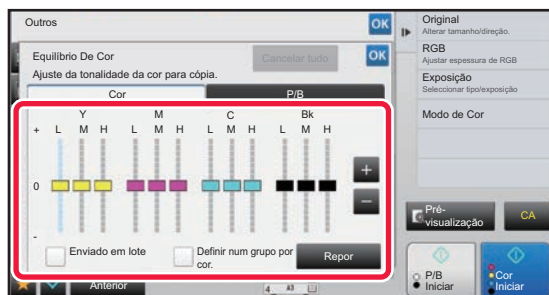 Outros
OK
Equilíbrio De Cor
Cancelar tudo
OK
Ajuste da tonalidade da cor para cópia.
Cor
P/B
Y M C Bk
+ L M H L M H L M H L M H
0
+
-
-
Enviado em lote
Definir num grupo por
cor.
Repor
Anterior
4
A3
Original
Alterar tamanho/direção.
RGB
Ajustar espessura de RGB
Exposição
Seleccionar tipo/exposição
Modo de Cor
Pré-
visualização
CA
P/B
Iniciar
Cor
Iniciar